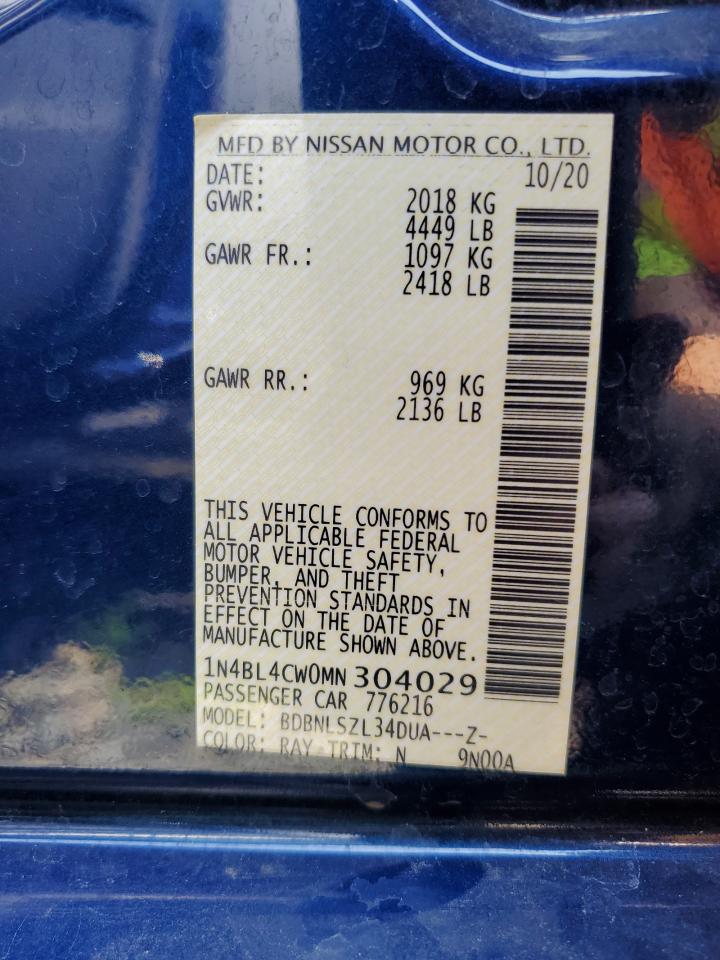 MFD BY NISSAN MOTOR CO., LTD.
DATE: 10/20
GVWR: 2018 KG
4449 LB
GAWR FR.: 1097 KG
2418 LB
GAWR RR.: 969 KG
2136 LB
THIS VEHICLE CONFORMS TO
ALL APPLICABLE FEDERAL
MOTOR VEHICLE SAFETY,
BUMPER, AND THEFT
PREVENTION STANDARDS IN
EFFECT ON THE DATE OF
MANUFACTURE SHOWN ABOVE.
1N4BL4CW0MN304029
PASSENGER CAR 776216
MODEL: BDBNLSZL34DUA---Z-
COLOR: RAY TRIM: N 9N00A